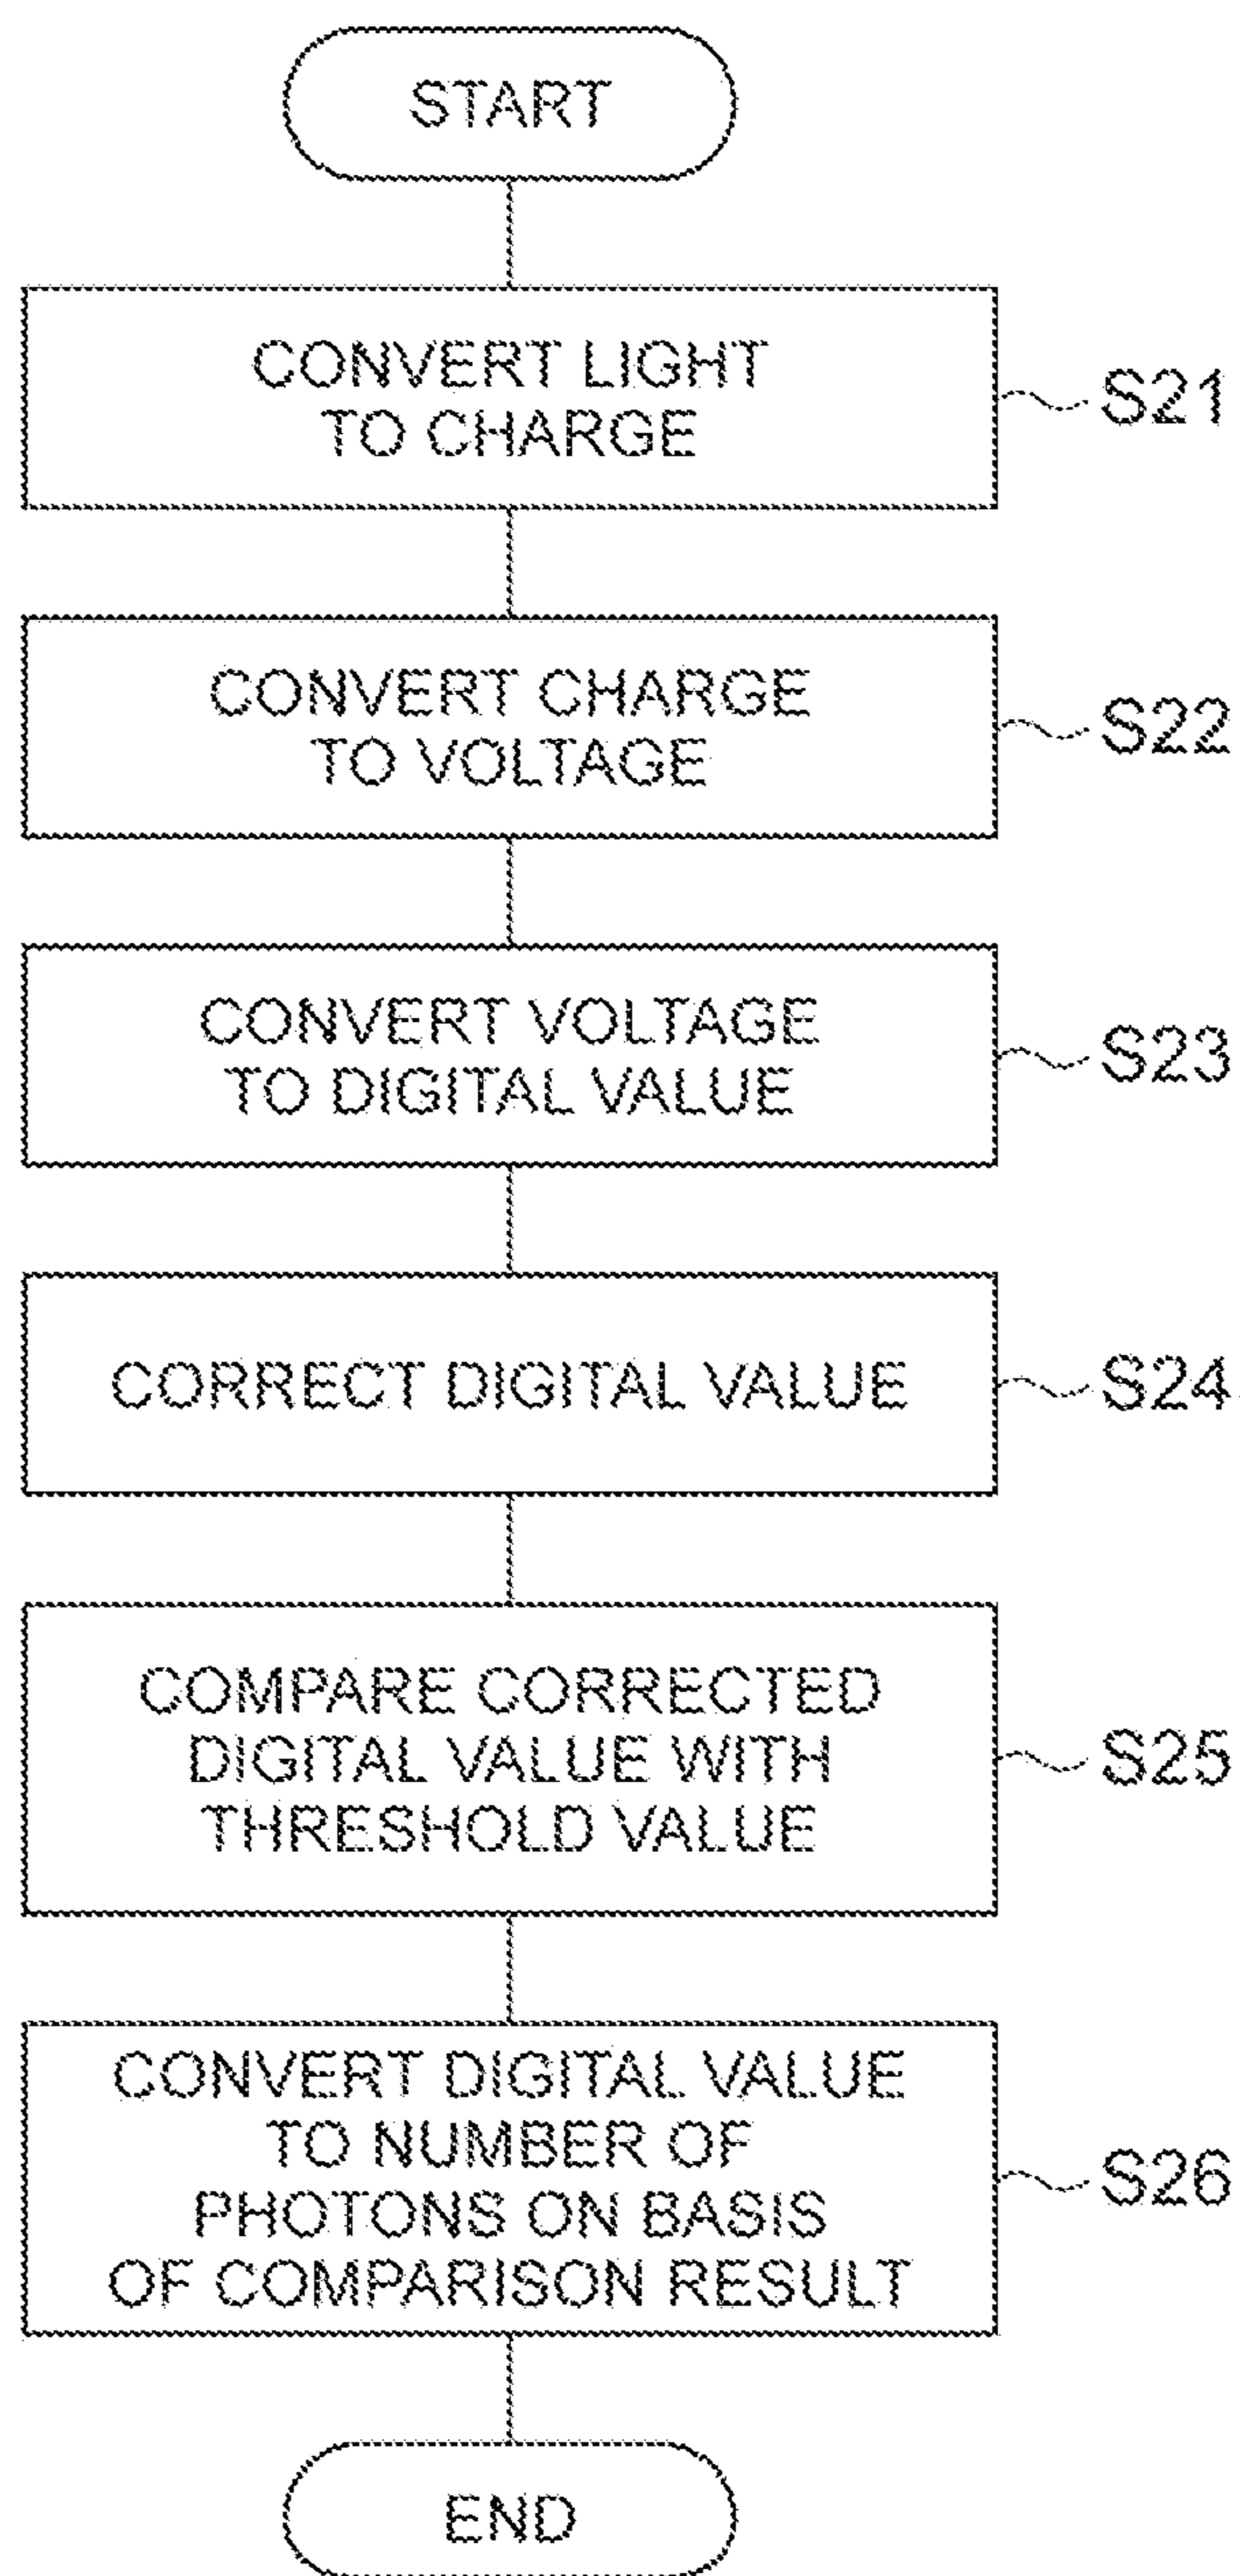 START
CONVERT LIGHT
TO CHARGE
S21
CONVERT CHARGE
TO VOLTAGE
S22
CONVERT VOLTAGE
TO DIGITAL VALUE
S23
CORRECT DIGITAL VALUE
S24
COMPARE CORRECTED
DIGITAL VALUE WITH
THRESHOLD VALUE
S25
CONVERT DIGITAL VALUE
TO NUMBER OF
PHOTONS ON BASIS
OF COMPARISON RESULT
S26
END